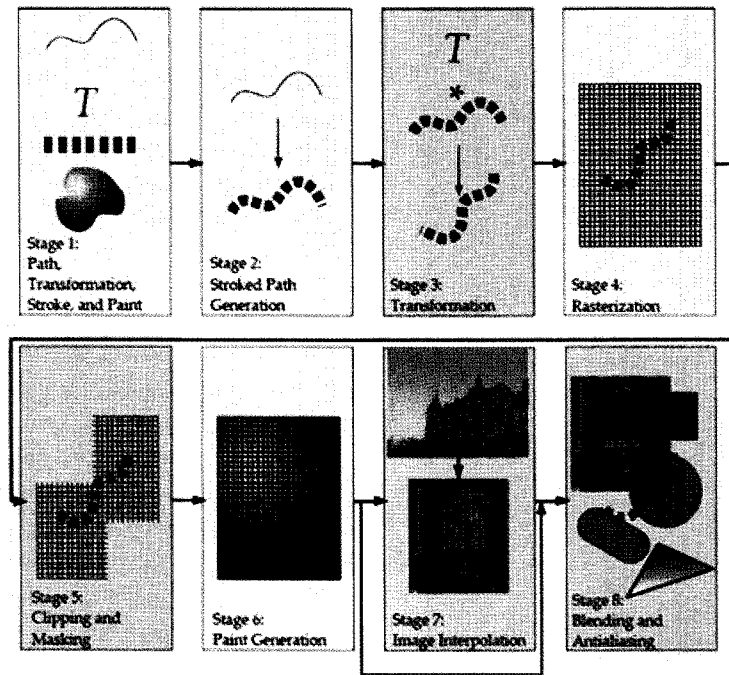 T
Stage 1:
Path,
Transformation,
Stroke, and Paint
Stage 2:
Stroked Path
Generation
T
*
Stage 3:
Transformation
Stage 4:
Rasterization
Stage 5:
Clipping and
Masking
Stage 6:
Paint Generation
Stage 7:
Image Interpolation
Stage 8:
Blending and
Antialiasing